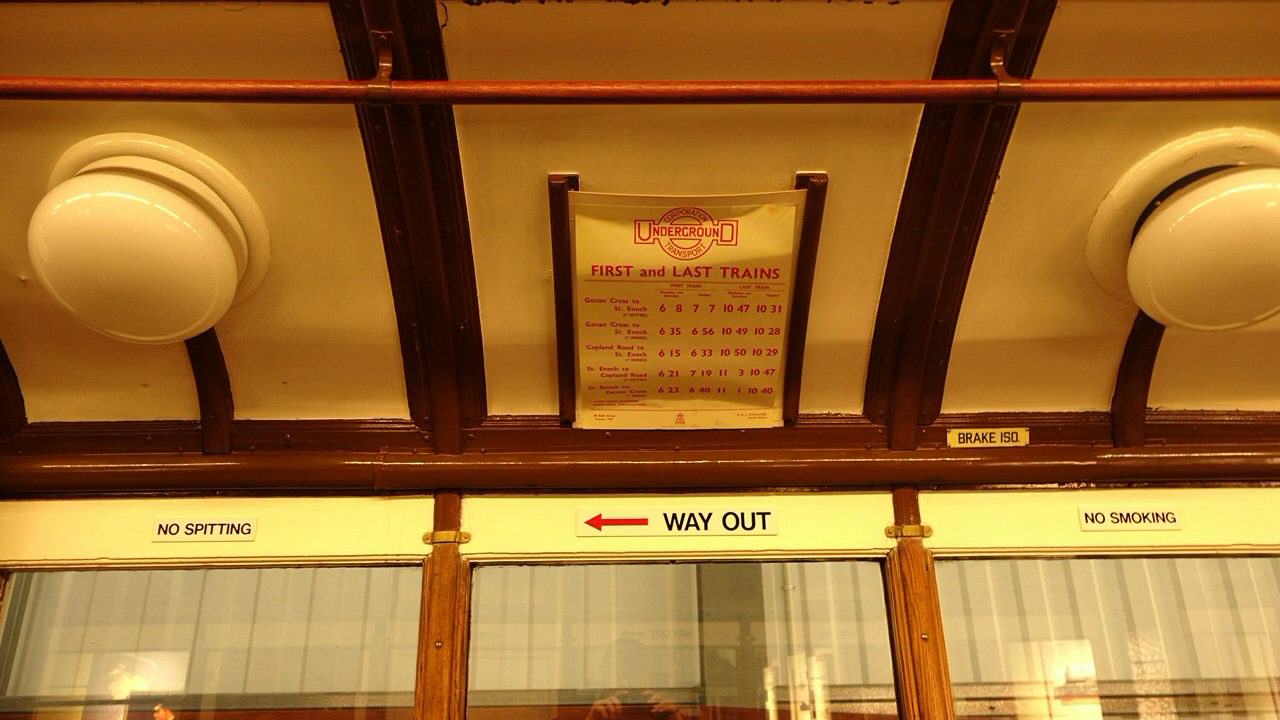 CORPORATION
UNDERGROUND
TRANSPORT
FIRST and LAST TRAINS
FIRST TRAIN LAST TRAIN
Govan Cross to
St. Enoch 6 8 7 7 10 47 10 31
Govan Cross to
St. Enoch 6 35 6 56 10 49 10 28
Copland Road to
St. Enoch 6 15 6 33 10 50 10 29
St. Enoch to
Copland Road 6 21 7 19 11 3 10 47
St. Enoch to
Govan Cross 6 23 6 40 11 1 10 40
BRAKE ISO.
NO SPITTING
WAY OUT
NO SMOKING